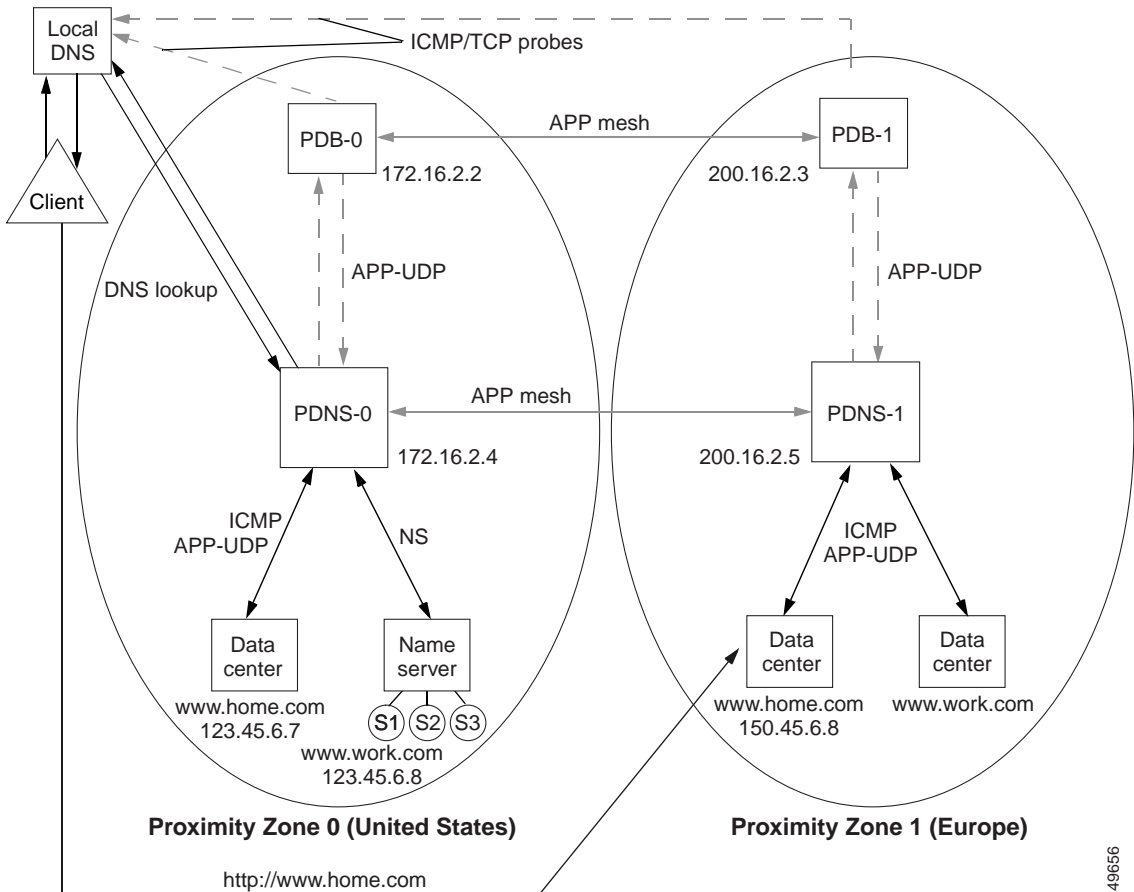 Local
DNS
ICMP/TCP probes
PDB-0
APP mesh
PDB-1
172.16.2.2
200.16.2.3
Client
APP-UDP
APP-UDP
DNS lookup
PDNS-0
APP mesh
PDNS-1
172.16.2.4
200.16.2.5
ICMP
APP-UDP
NS
ICMP
APP-UDP
Data
center
Name
server
Data
center
Data
center
www.home.com
123.45.6.7
S1
S2
S3
www.work.com
123.45.6.8
www.home.com
150.45.6.8
www.work.com
Proximity Zone 0 (United States)
Proximity Zone 1 (Europe)
http://www.home.com
49656